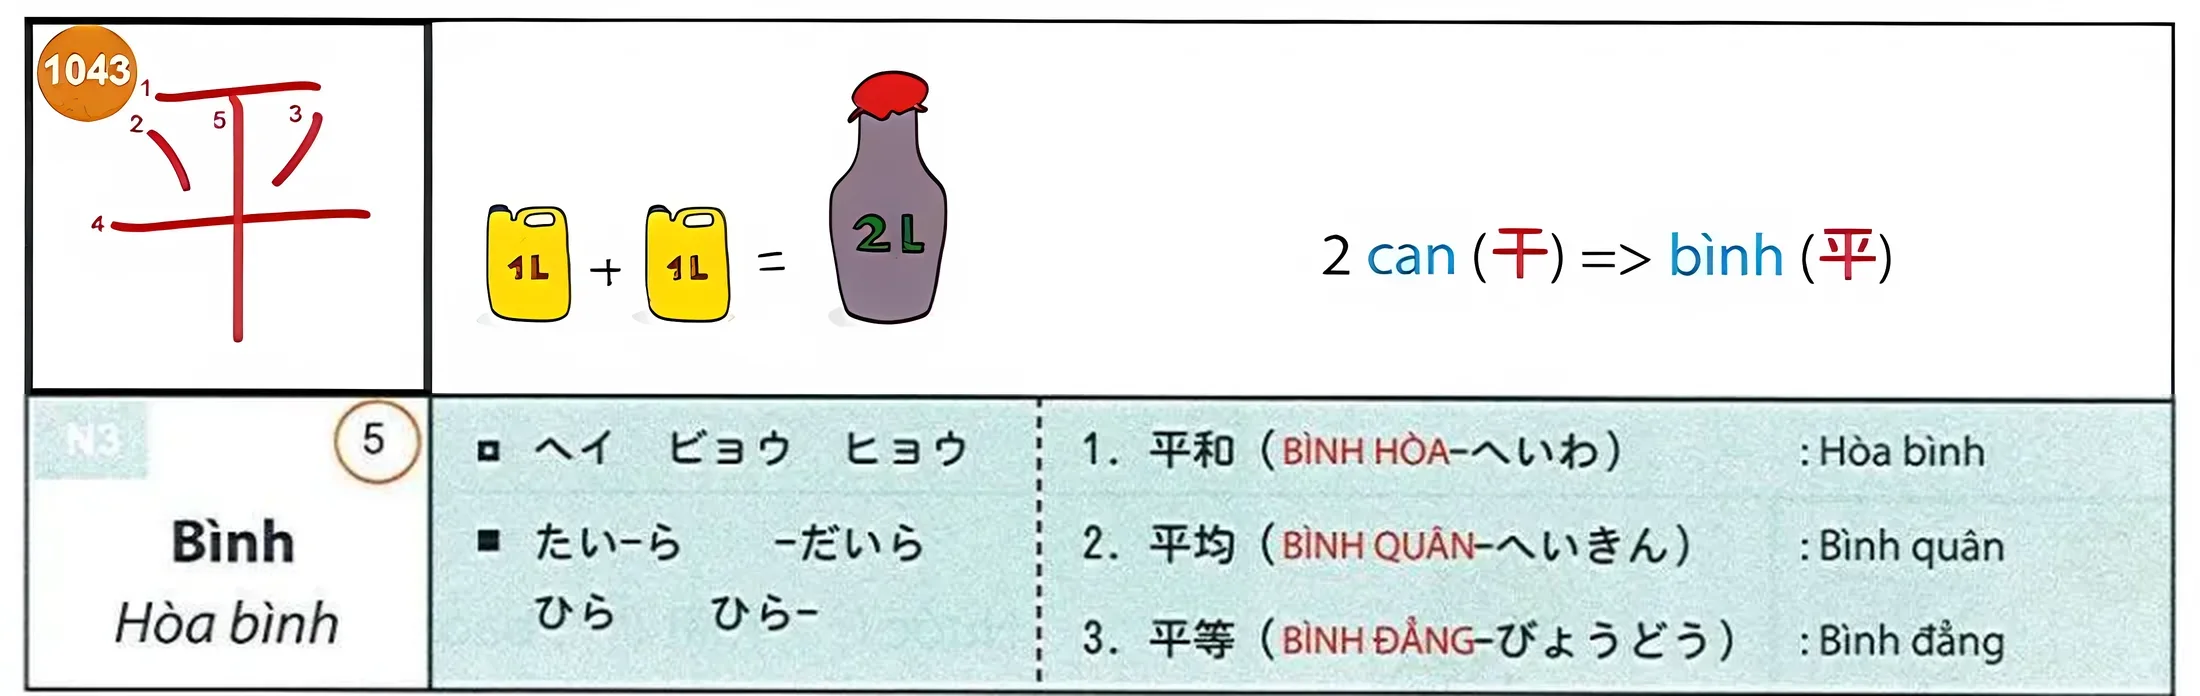 1043
1
2
3
5
4
平
1L + 1L = 2L
2 can (干) => bình (平)
N3
5
Bình
Hòa bình
ヘイ ビョウ ヒョウ
たい-ら -だいら
ひら ひら-
1. 平和（BÌNH HÒA-へいわ） : Hòa bình
2. 平均（BÌNH QUÂN-へいきん） : Bình quân
3. 平等（BÌNH ĐẲNG-びょうどう） : Bình đẳng